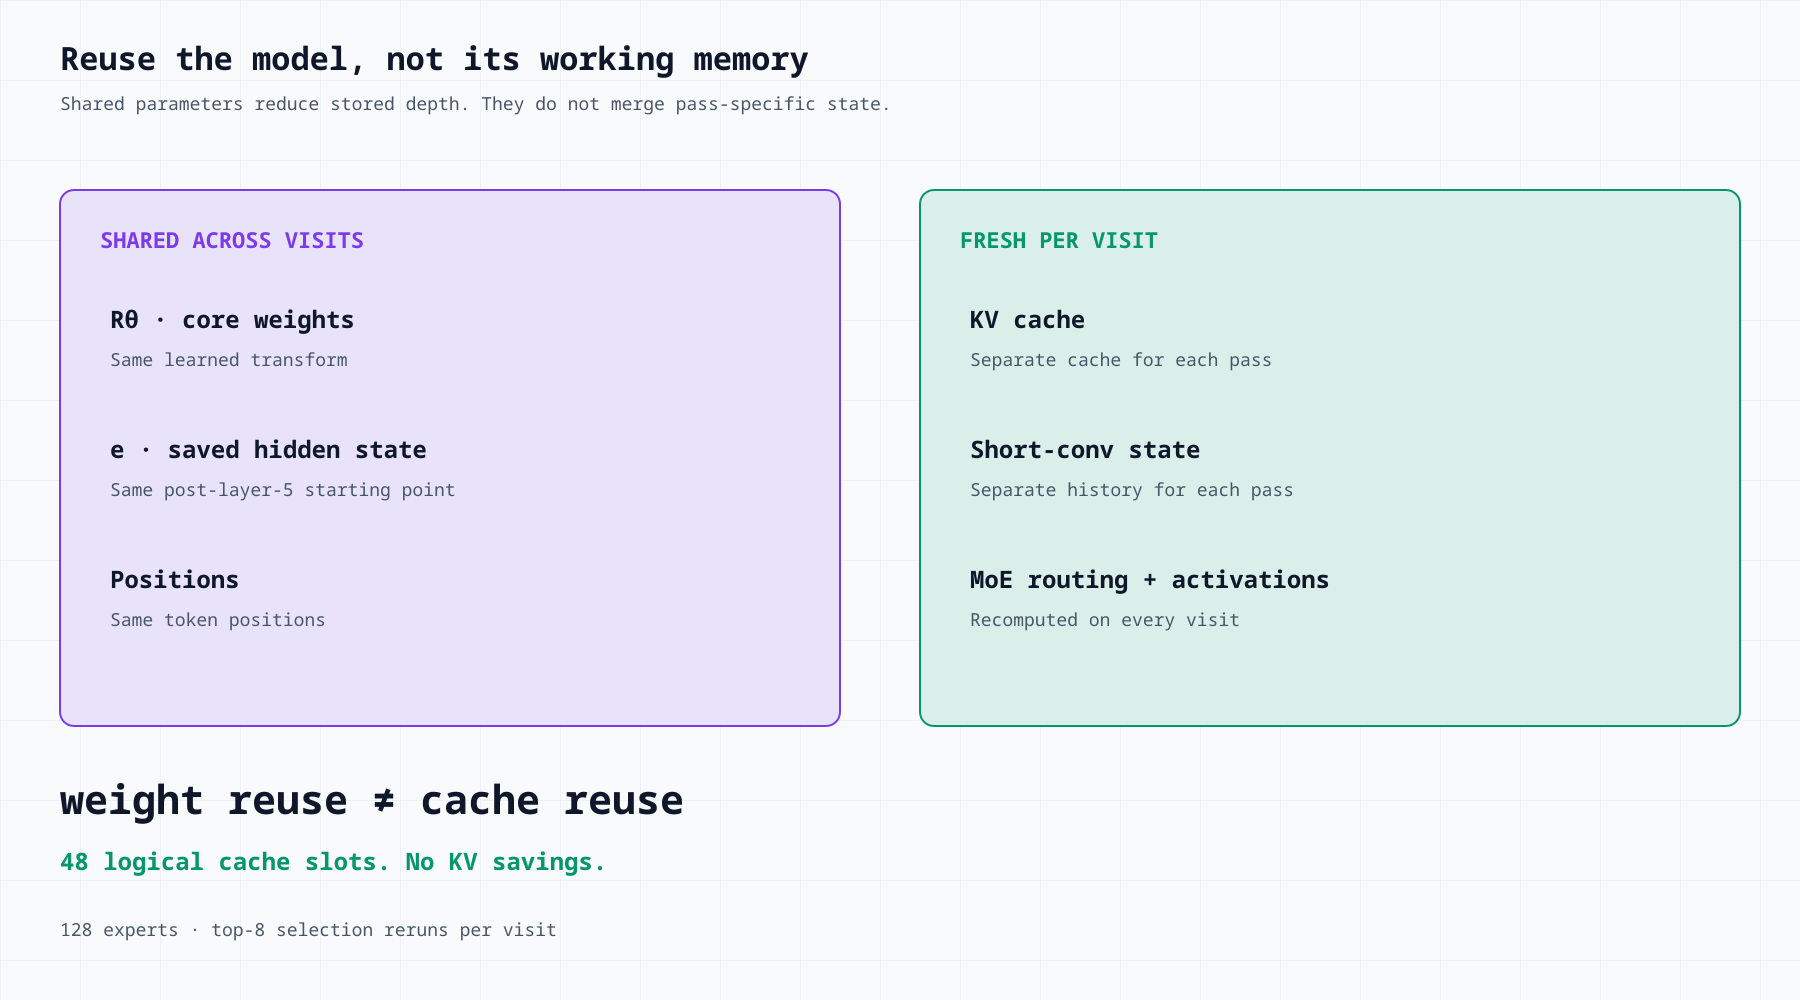 Reuse the model, not its working memory
Shared parameters reduce stored depth. They do not merge pass-specific state.
SHARED ACROSS VISITS
Rθ · core weights
Same learned transform
e · saved hidden state
Same post-layer-5 starting point
Positions
Same token positions
FRESH PER VISIT
KV cache
Separate cache for each pass
Short-conv state
Separate history for each pass
MoE routing + activations
Recomputed on every visit
weight reuse ≠ cache reuse
48 logical cache slots. No KV savings.
128 experts · top-8 selection reruns per visit